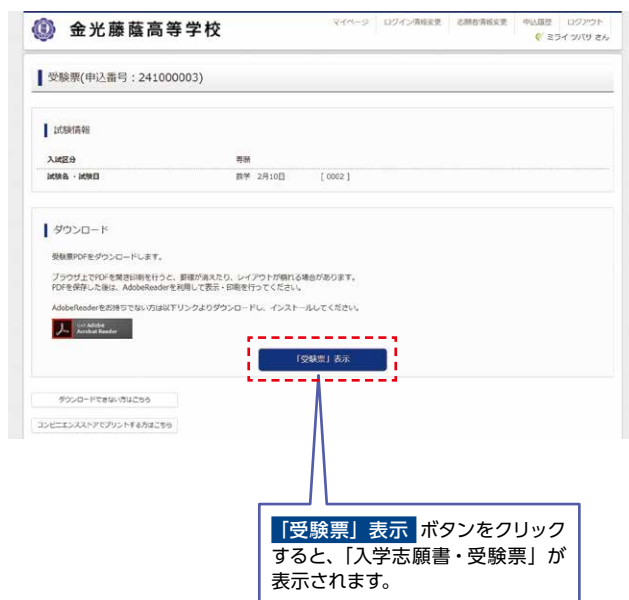 金光藤蔭高等学校
マイページ ログイン情報変更 志願者情報変更 申込履歴 ログアウト
ミライ ツバサ さん
受験票(申込番号：241000003)
試験情報
入試区分 専願
試験名・試験日 数学 2月10日 [ 0002 ]
ダウンロード
受験票PDFをダウンロードします。
ブラウザ上でPDFを開き印刷を行うと、罫線が消えたり、レイアウトが崩れる場合があります。
PDFを保存した後は、AdobeReaderを利用して表示・印刷を行ってください。
AdobeReaderをお持ちでない方は以下リンクよりダウンロードし、インストールしてください。
Get Adobe
Acrobat Reader
「受験票」表示
ダウンロードできない方はこちら
コンビニエンスストアでプリントする方はこちら
「受験票」表示 ボタンをクリック
すると、「入学志願書・受験票」が
表示されます。